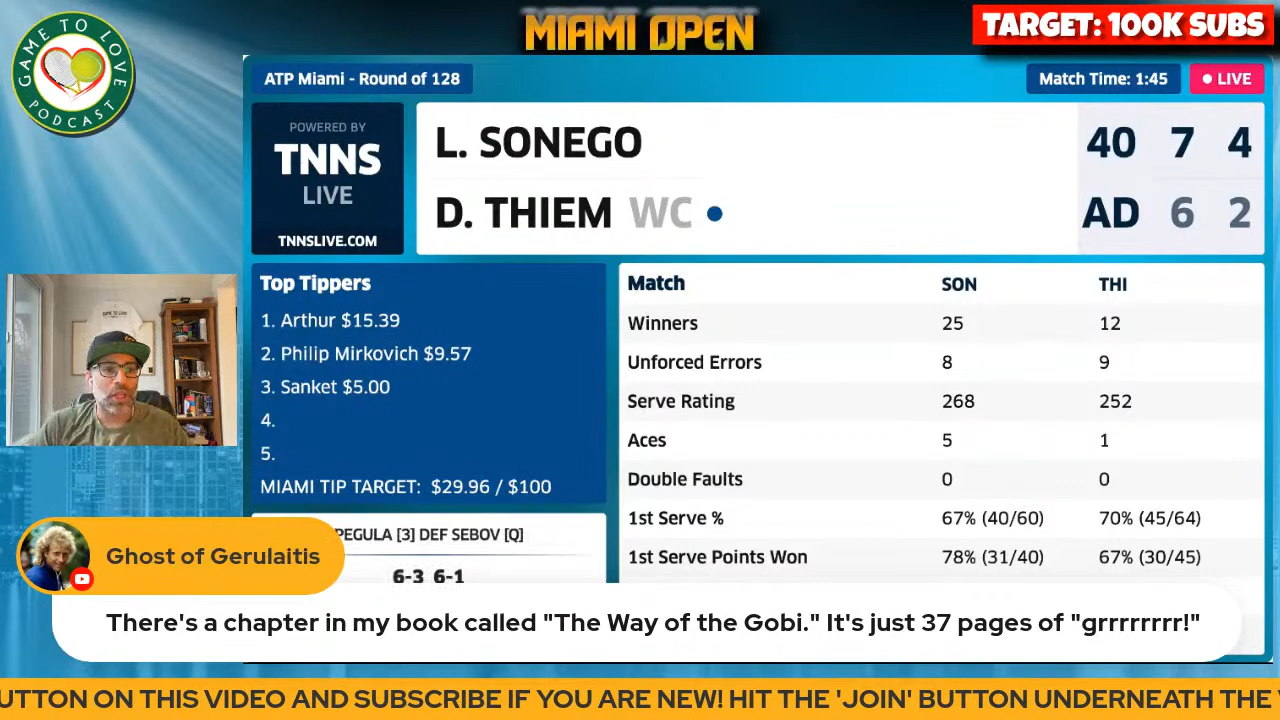 GAME TO LOVE PODCAST
MIAMI OPEN
TARGET: 100K SUBS
ATP Miami - Round of 128
Match Time: 1:45
LIVE
POWERED BY
TNNS
LIVE
TNNSLIVE.COM
L. SONEGO 40 7 4
D. THIEM WC AD 6 2
Top Tippers
1. Arthur $15.39
2. Philip Mirkovich $9.57
3. Sanket $5.00
4.
5.
MIAMI TIP TARGET: $29.96 / $100
PEGULA [3] DEF SEBOV [Q]
6-3 6-1
Match SON THI
Winners 25 12
Unforced Errors 8 9
Serve Rating 268 252
Aces 5 1
Double Faults 0 0
1st Serve % 67% (40/60) 70% (45/64)
1st Serve Points Won 78% (31/40) 67% (30/45)
Ghost of Gerulaitis
There's a chapter in my book called "The Way of the Gobi." It's just 37 pages of "grrrrrrrr!"
UTTON ON THIS VIDEO AND SUBSCRIBE IF YOU ARE NEW! HIT THE 'JOIN' BUTTON UNDERNEATH THE